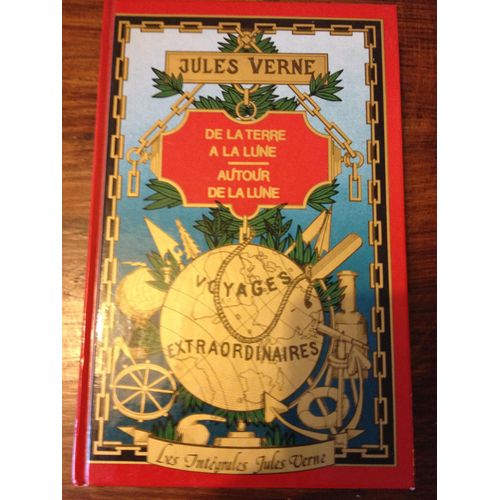 JULES VERNE
DE LA TERRE
A LA LUNE
AUTOUR
DE LA LUNE
VOYAGES
EXTRAORDINAIRES
Les Intégrales Jules Verne